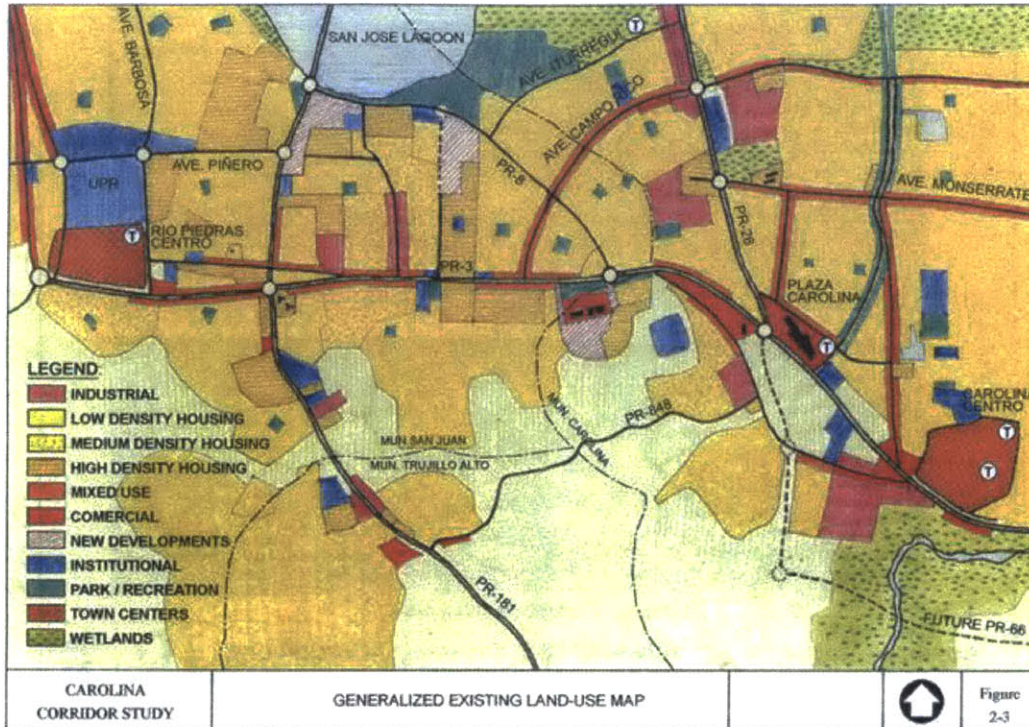 SAN JOSE LAGOON
AVE. BARBOSA
AVE. ITURREGUI
AVE. CAMPO RICO
AVE. PIÑERO
UPR
PR-8
AVE. MONSERRATE
RIO PIEDRAS
CENTRO
T
T
PR-26
PR-3
PLAZA
CAROLINA
T
LEGEND:
INDUSTRIAL
LOW DENSITY HOUSING
MEDIUM DENSITY HOUSING
HIGH DENSITY HOUSING
MIXED USE
COMERCIAL
NEW DEVELOPMENTS
INSTITUTIONAL
PARK / RECREATION
TOWN CENTERS
WETLANDS
MUN SAN JUAN
MUN. TRUJILLO ALTO
MUN. CAROLINA
PR-848
CAROLINA
CENTRO
T
T
PR-181
FUTURE PR-66
CAROLINA
CORRIDOR STUDY
GENERALIZED EXISTING LAND-USE MAP
Figure
2-3